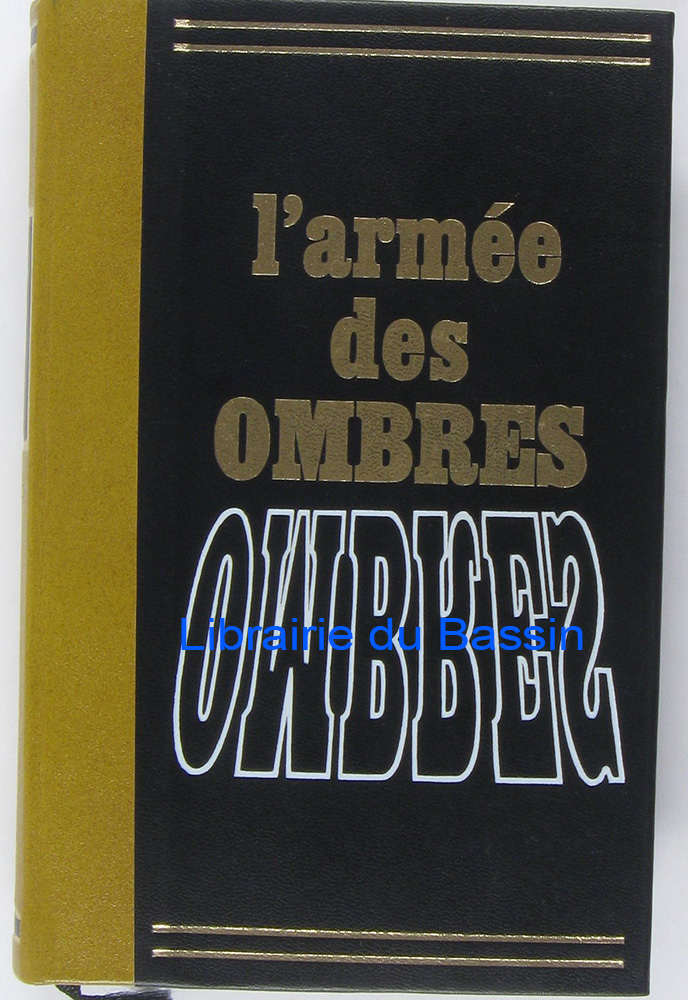 l'armée
des
OMBRES
Librairie du Bassin